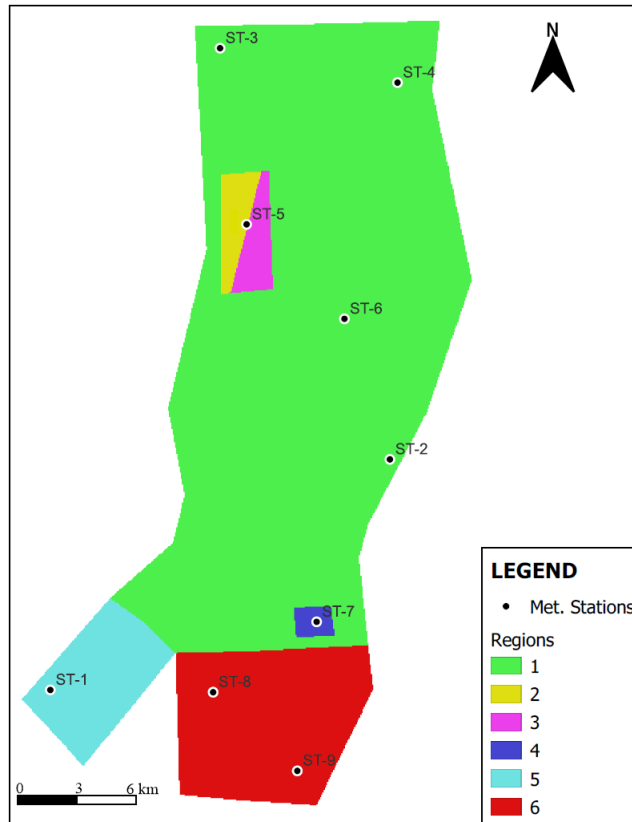 N
ST-3
ST-4
ST-5
ST-6
ST-2
ST-7
ST-1
ST-8
ST-9
0 3 6 km
LEGEND
Met. Stations
Regions
1
2
3
4
5
6